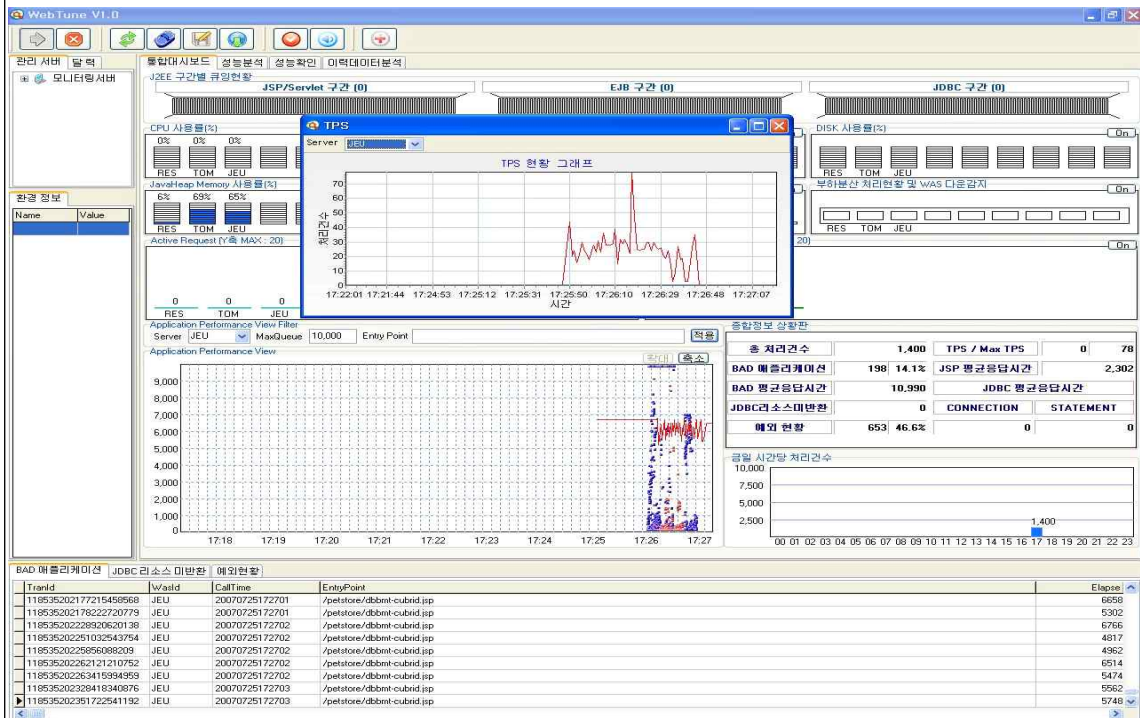 WebTune V1.0
관리 서버 달력
모니터링서버
환경 정보
Name Value
통합대시보드 성능분석 성능확인 이력데이터분석
J2EE 구간별 큐잉현황
JSP/Servlet 구간 (0) EJB 구간 (0) JDBC 구간 (0)
CPU 사용률(%)
0% 0% 0%
RES TOM JEU
DISK 사용률(%)
On
RES TOM JEU
JavaHeap Memory 사용률(%)
6% 69% 65%
RES TOM JEU
부하분산 처리현황 및 WAS 다운감지
On
RES TOM JEU
Active Request (Y축 MAX : 20)
0 0 0
RES TOM JEU
20)
On
TPS
Server JEU
TPS 현황 그래프
처리건수
70
60
50
40
30
20
10
0
17:22:01 17:21:44 17:24:53 17:25:12 17:25:31 17:25:50 17:26:10 17:26:29 17:26:48 17:27:07
시간
Application Performance View Filter
Server JEU MaxQueue 10,000 Entry Point 적용
Application Performance View
확대 축소
9,000
8,000
7,000
6,000
5,000
4,000
3,000
2,000
1,000
0
17:18 17:19 17:20 17:21 17:22 17:23 17:24 17:25 17:26 17:27
종합정보 상황판
총 처리건수 1,400 TPS / Max TPS 0 78
BAD 애플리케이션 198 14.1% JSP 평균응답시간 2,302
BAD 평균응답시간 10,990 JDBC 평균응답시간
JDBC리소스미반환 0 CONNECTION STATEMENT
예외 현황 653 46.6% 0 0
금일 시간당 처리건수
10,000
7,500
5,000
2,500
1,400
00 01 02 03 04 05 06 07 08 09 10 11 12 13 14 15 16 17 18 19 20 21 22 23
BAD 애플리케이션 JDBC 리소스 미반환 예외현황
TranId WasId CallTime EntryPoint Elapse
118535202177215458568 JEU 20070725172701 /petstore/dbbmt-cubrid.jsp 6658
118535202178222720779 JEU 20070725172701 /petstore/dbbmt-cubrid.jsp 5302
118535202228920620138 JEU 20070725172702 /petstore/dbbmt-cubrid.jsp 6766
118535202251032543754 JEU 20070725172702 /petstore/dbbmt-cubrid.jsp 4817
11853520225856088209 JEU 20070725172702 /petstore/dbbmt-cubrid.jsp 4962
118535202262121210752 JEU 20070725172702 /petstore/dbbmt-cubrid.jsp 6514
118535202263415994959 JEU 20070725172702 /petstore/dbbmt-cubrid.jsp 5474
118535202328418340876 JEU 20070725172703 /petstore/dbbmt-cubrid.jsp 5562
118535202351722541192 JEU 20070725172703 /petstore/dbbmt-cubrid.jsp 5748